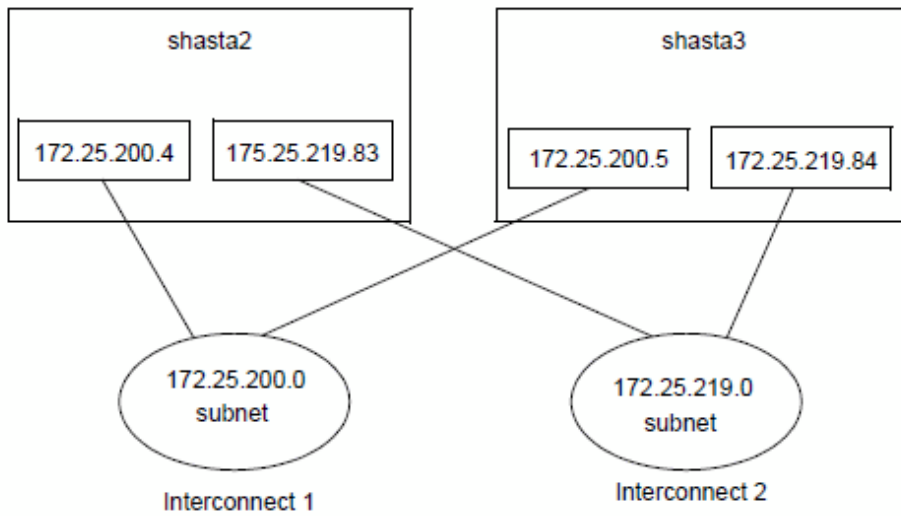 shasta2
shasta3
172.25.200.4
175.25.219.83
172.25.200.5
172.25.219.84
172.25.200.0
subnet
172.25.219.0
subnet
Interconnect 1
Interconnect 2